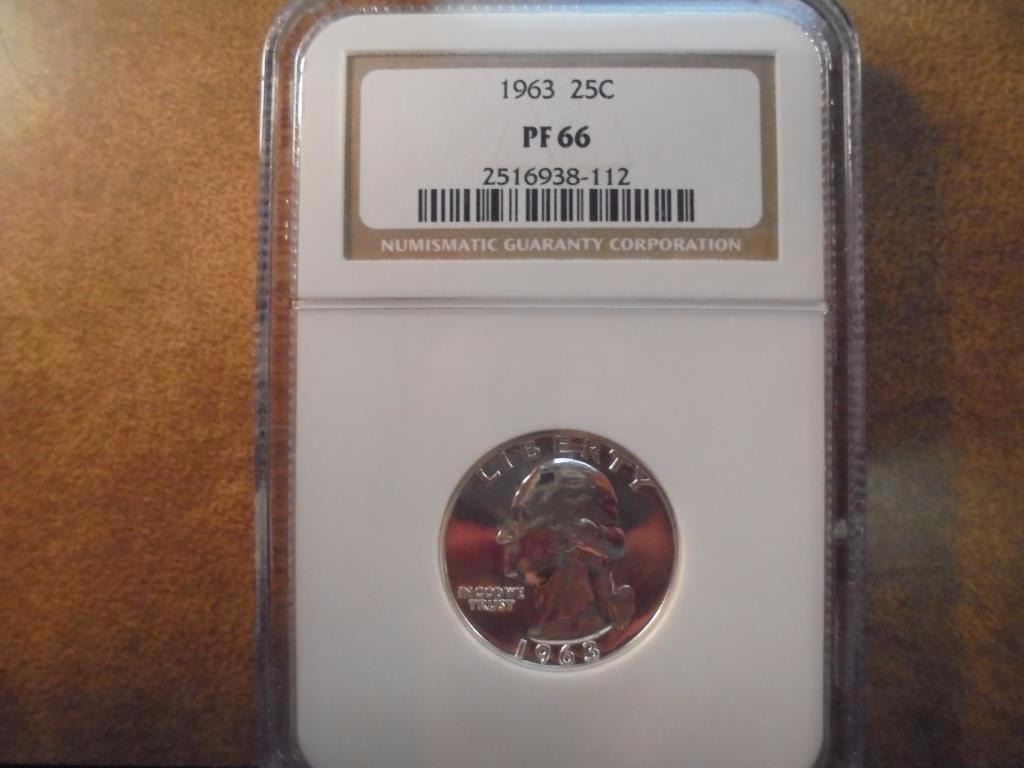 1963 25C
PF 66
2516938-112
NUMISMATIC GUARANTY CORPORATION
LIBERTY
IN GOD WE
TRUST
1963